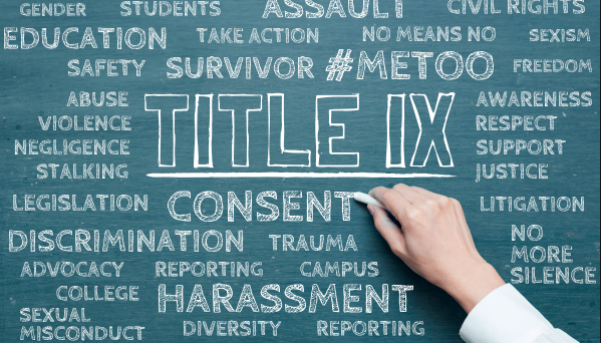 GENDER STUDENTS ASSAULT CIVIL RIGHTS
EDUCATION TAKE ACTION NO MEANS NO SEXISM
SAFETY SURVIVOR #METOO FREEDOM
ABUSE
VIOLENCE
NEGLIGENCE
STALKING
TITLE IX
AWARENESS
RESPECT
SUPPORT
JUSTICE
LEGISLATION CONSENT LITIGATION
DISCRIMINATION TRAUMA
NO
MORE
SILENCE
ADVOCACY REPORTING CAMPUS
COLLEGE HARASSMENT
SEXUAL
MISCONDUCT
DIVERSITY REPORTING